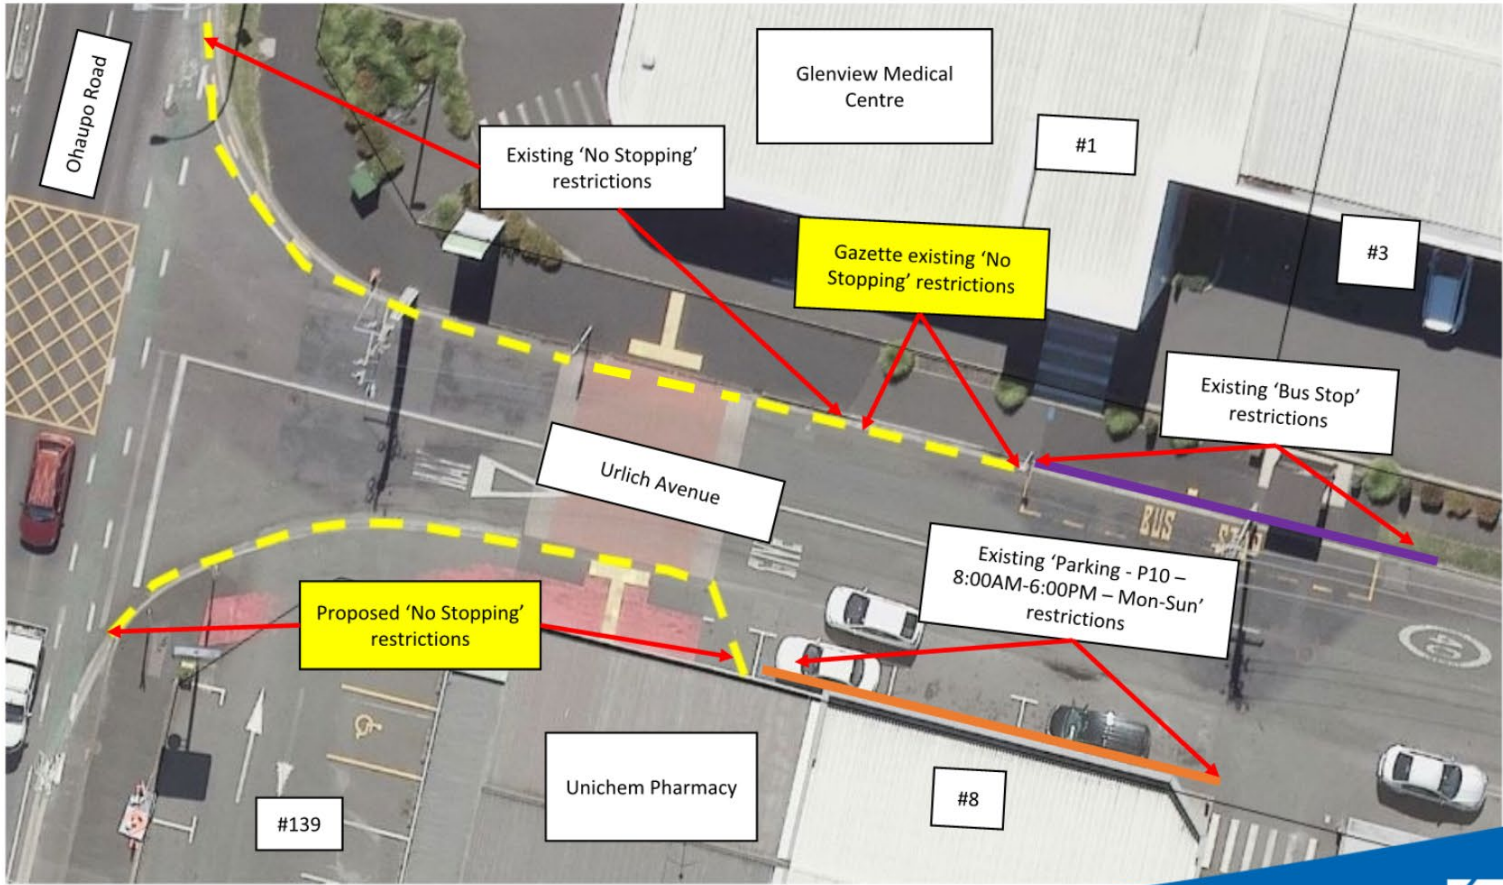 Ohaupo Road
Glenview Medical
Centre
#1
Existing ‘No Stopping’
restrictions
Gazette existing ‘No
Stopping’ restrictions
#3
Existing ‘Bus Stop’
restrictions
Urlich Avenue
BUS
GIVE
Existing ‘Parking - P10 –
8:00AM-6:00PM – Mon-Sun’
restrictions
Proposed ‘No Stopping’
restrictions
40
Unichem Pharmacy
#8
#139